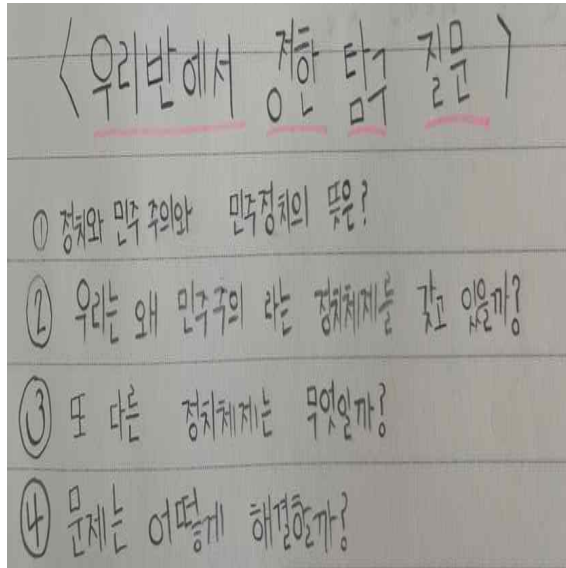 <우리반에서 정한 탐구 질문>
① 정치와 민주 주의와 민주정치의 뜻은?
② 우리는 왜 민주주의 라는 정치체제를 갖고 있을까?
③ 또 다른 정치체제는 무엇일까?
④ 문제는 어떻게 해결할까?